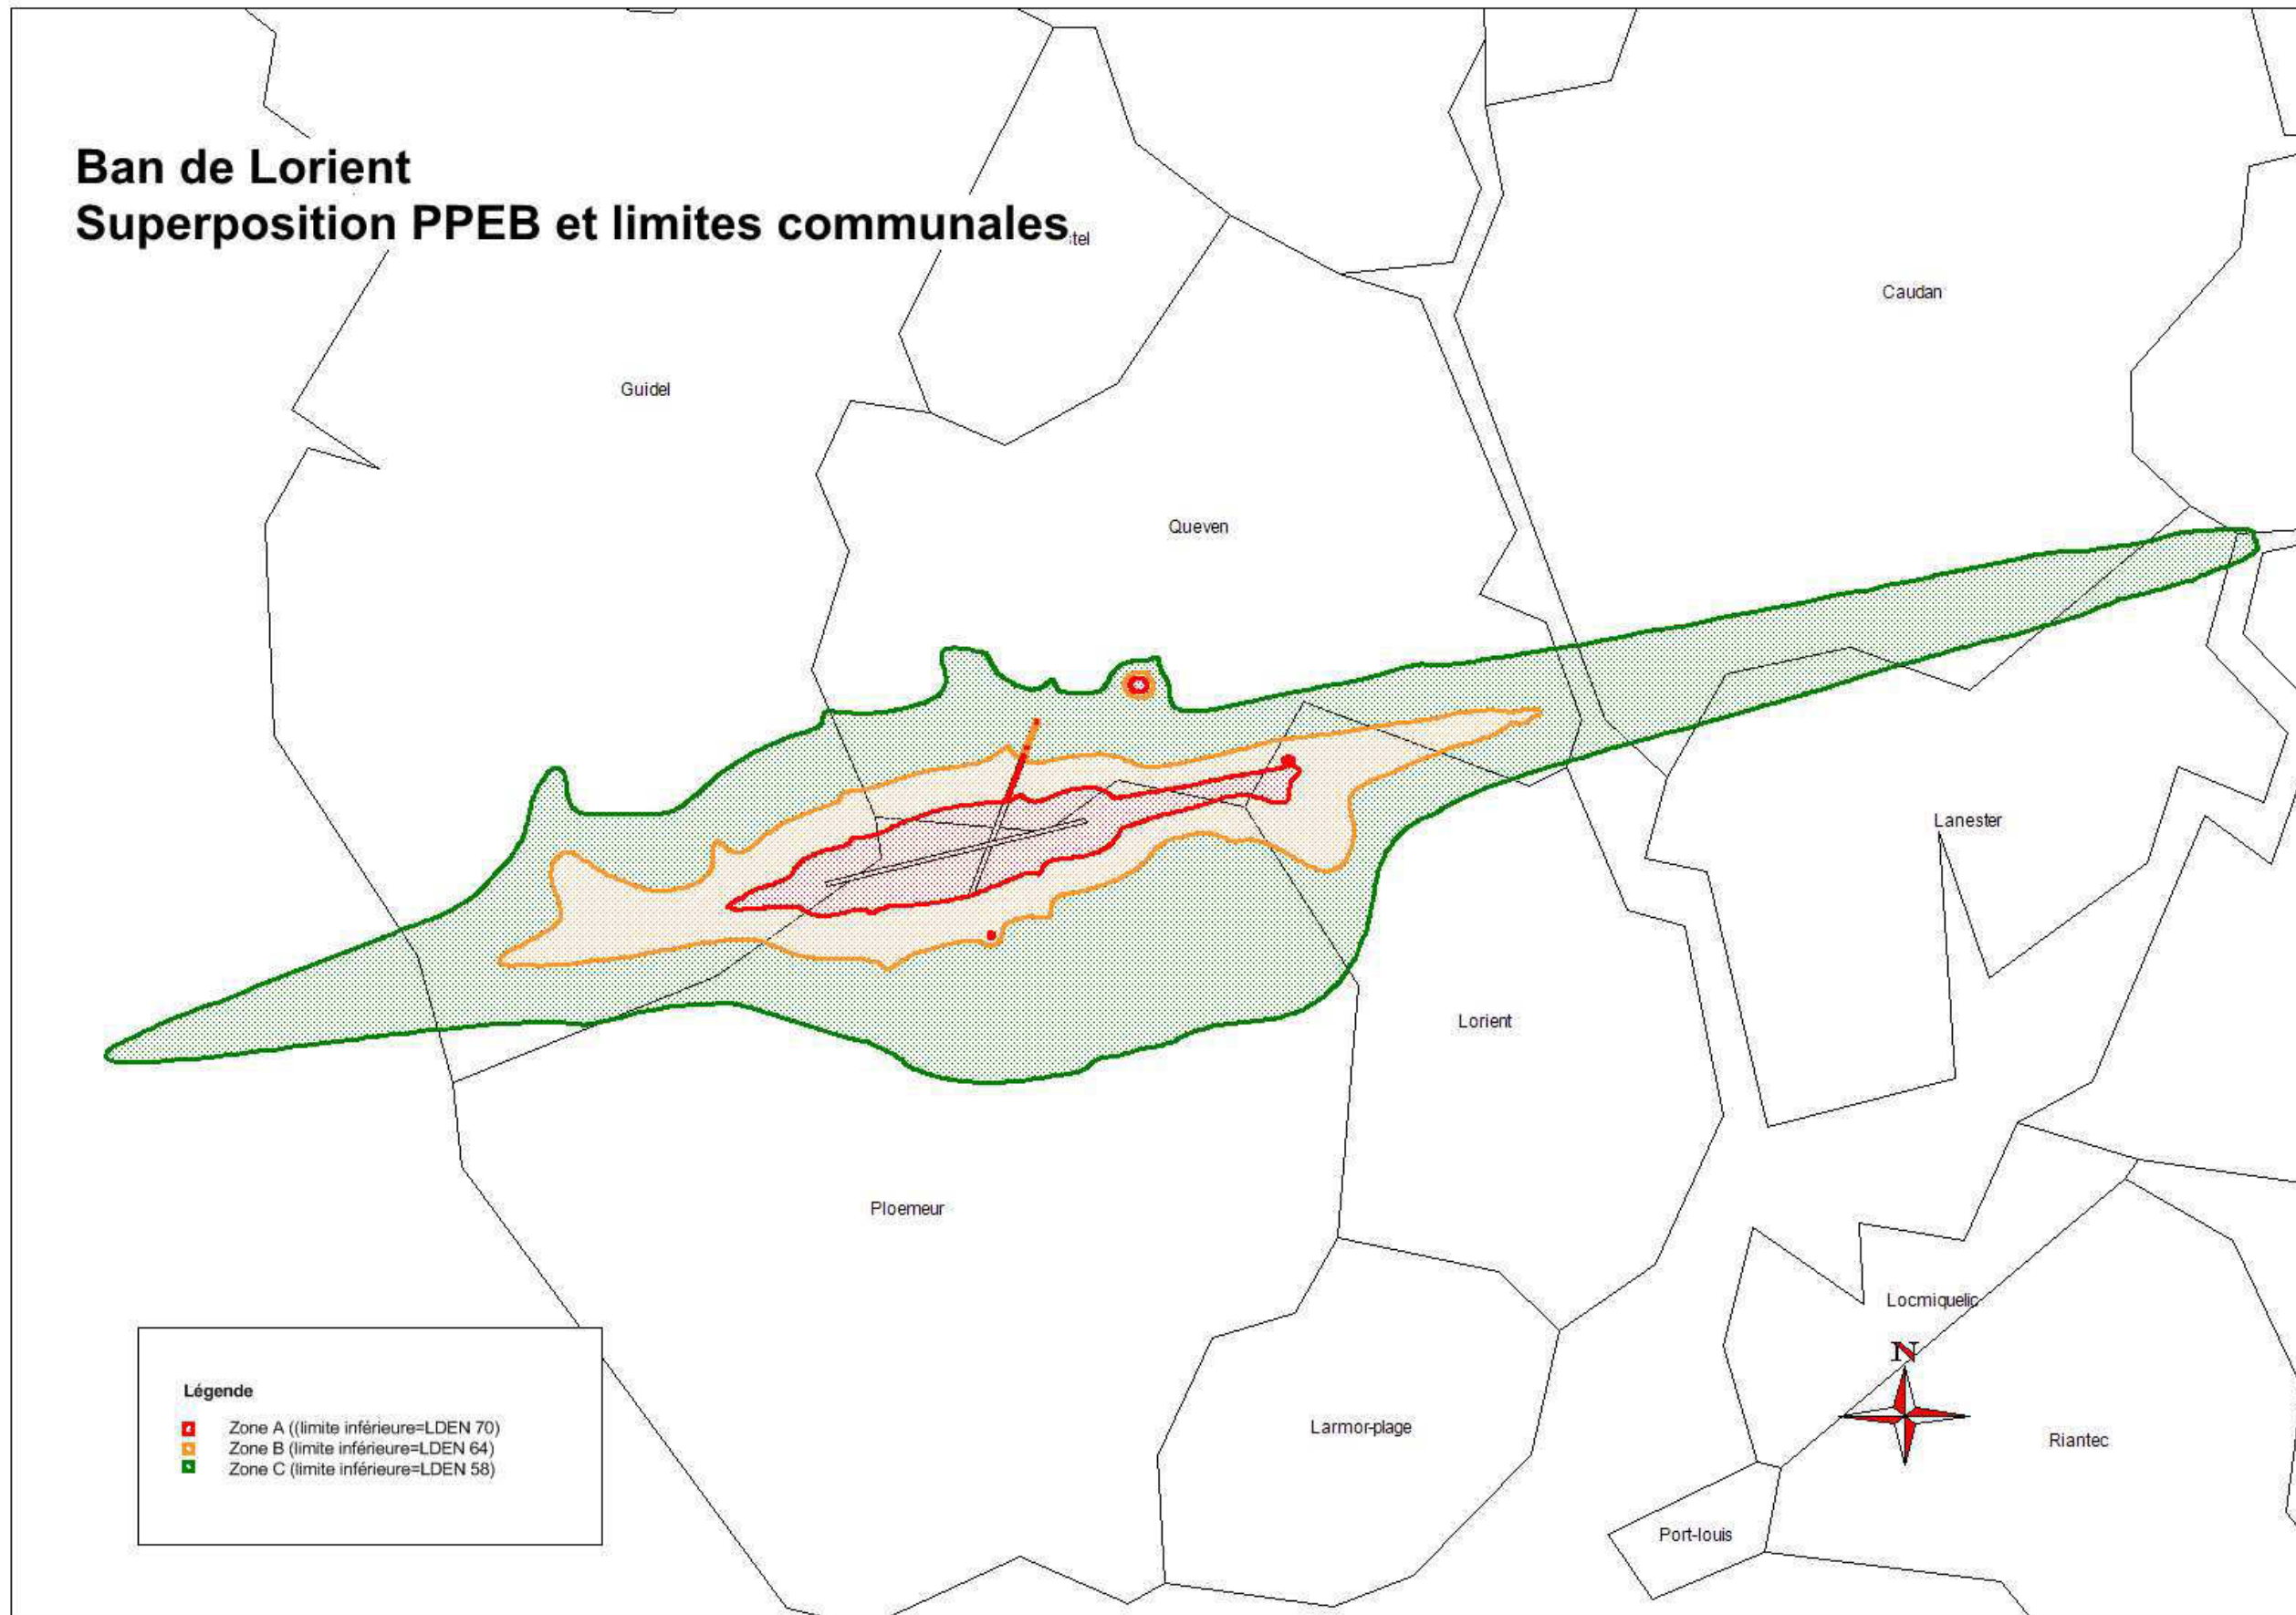 Ban de Lorient
Superposition PPEB et limites communales
tel
Caudan
Guidel
Queven
Lanester
Lorient
Ploemeur
Locmiquelic
N
Larmor-plage
Riantec
Port-louis
Légende
Zone A ((limite inférieure=LDEN 70)
Zone B (limite inférieure=LDEN 64)
Zone C (limite inférieure=LDEN 58)